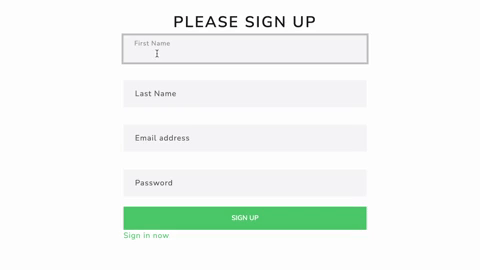 PLEASE SIGN UP
First Name
Last Name
Email address
Password
SIGN UP
Sign in now